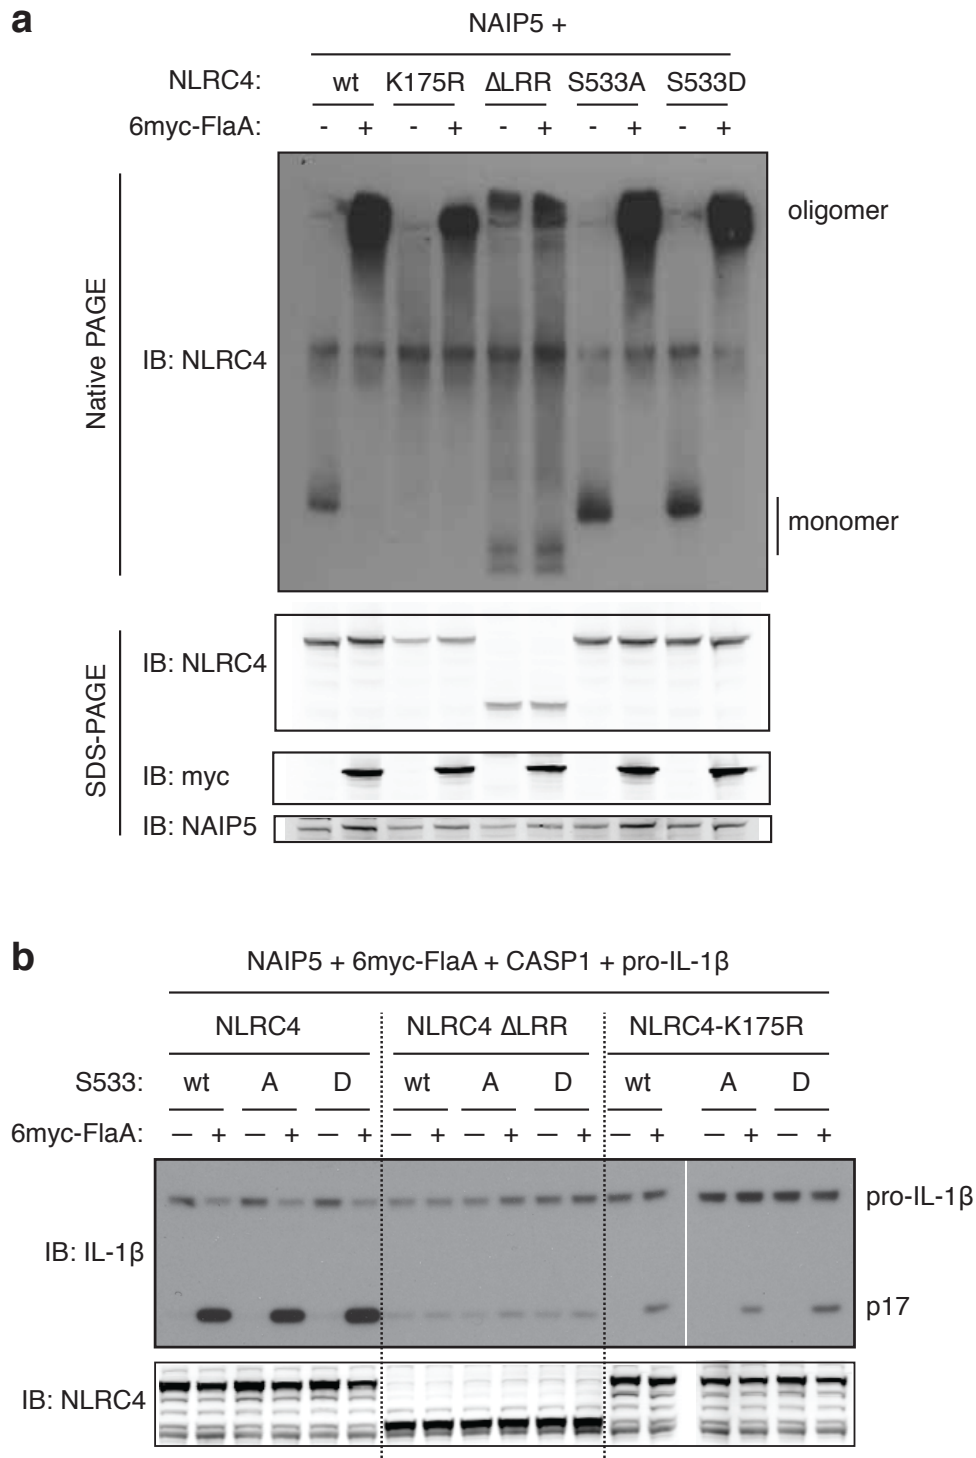 a
NAIP5 +
NLRC4: wt K175R ΔLRR S533A S533D
6myc-FlaA: - + - + - + - + - +
oligomer
Native PAGE
IB: NLRC4
monomer
SDS-PAGE
IB: NLRC4
IB: myc
IB: NAIP5
b
NAIP5 + 6myc-FlaA + CASP1 + pro-IL-1β
NLRC4 NLRC4 ΔLRR NLRC4-K175R
S533: wt A D wt A D wt A D
6myc-FlaA: — + — + — + — + — + — + — + — + — +
pro-IL-1β
IB: IL-1β
p17
IB: NLRC4